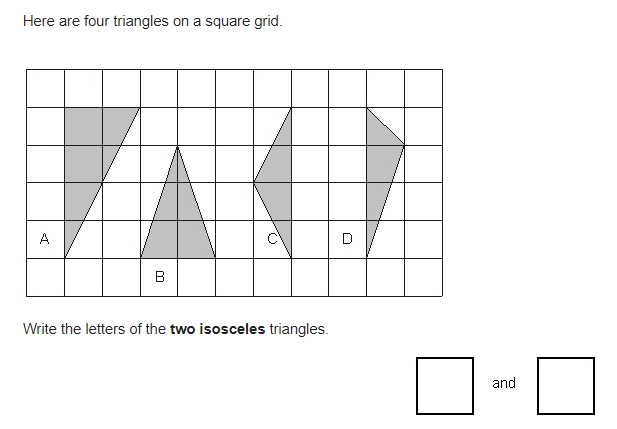 Here are four triangles on a square grid.
A
C
D
B
Write the letters of the two isosceles triangles.
and